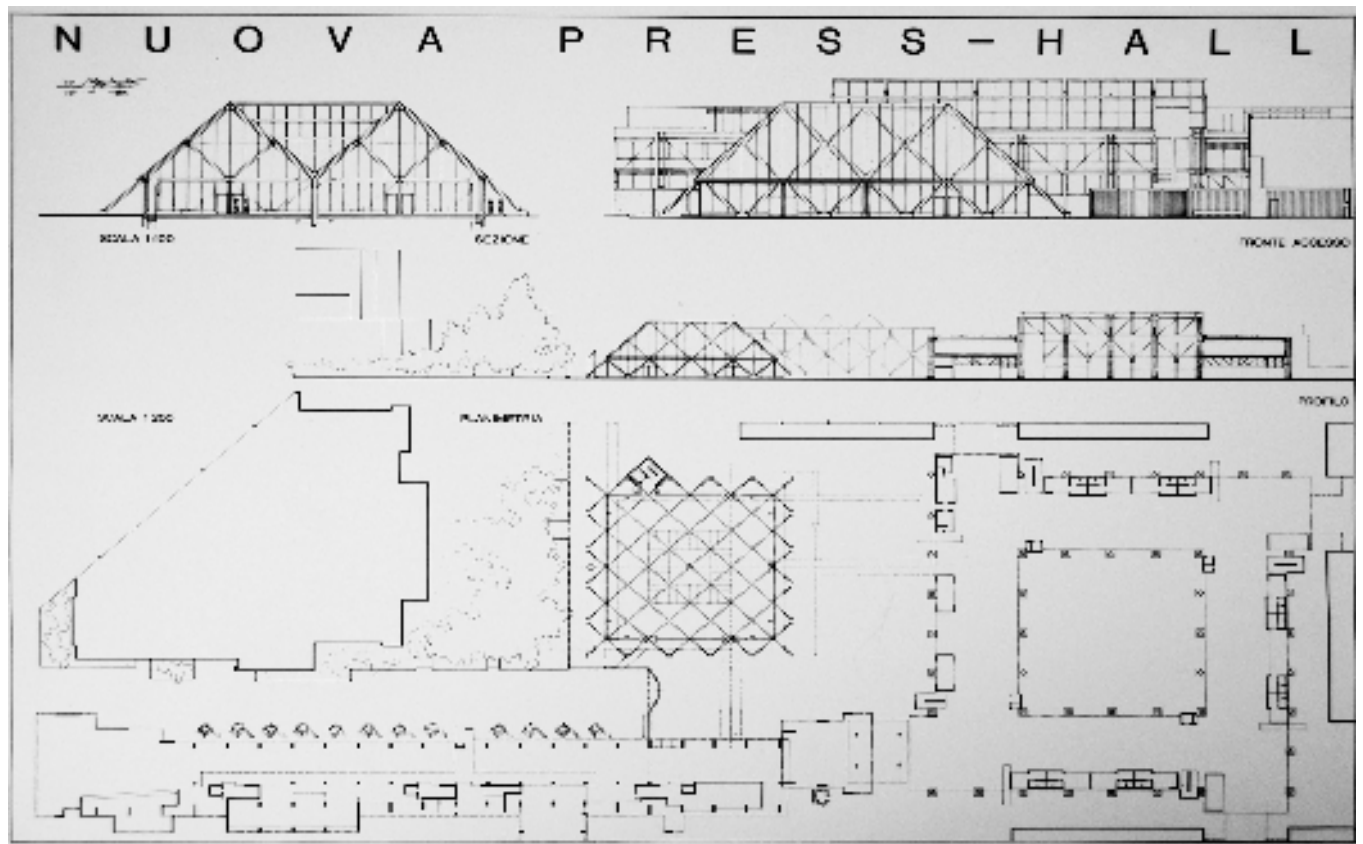 NUOVA PRESS-HALL
SCALA 1:100
SEZIONE
FRONTE ACCESSO
SCALA 1:200
PLANIMETRIA
PROFILO